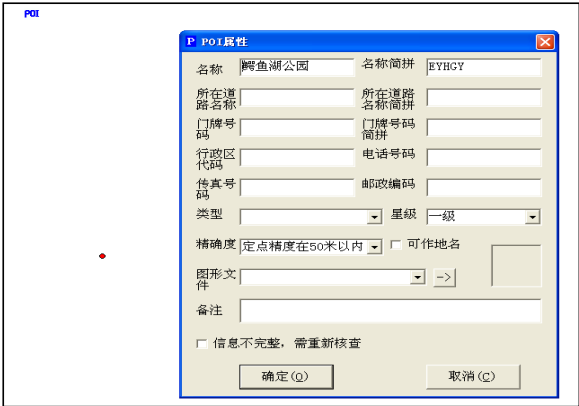 POI
POI属性
名称 鳄鱼湖公园 名称简拼 EYHGY
所在道路名称 所在道路名称简拼
门牌号码 门牌号码简拼
行政区代码 电话号码
传真号码 邮政编码
类型 星级 一级
精确度 定点精度在50米以内 可作地名
图形文件 ->
备注
信息不完整，需重新核查
确定(O) 取消(C)